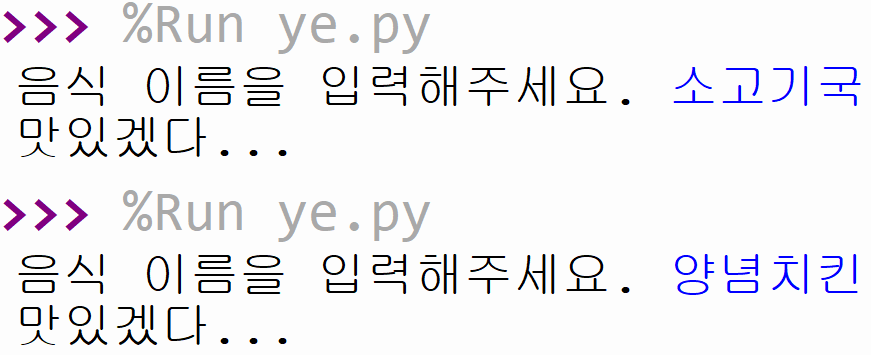 >>> %Run ye.py
음식 이름을 입력해주세요. 소고기국
맛있겠다...
>>> %Run ye.py
음식 이름을 입력해주세요. 양념치킨
맛있겠다...